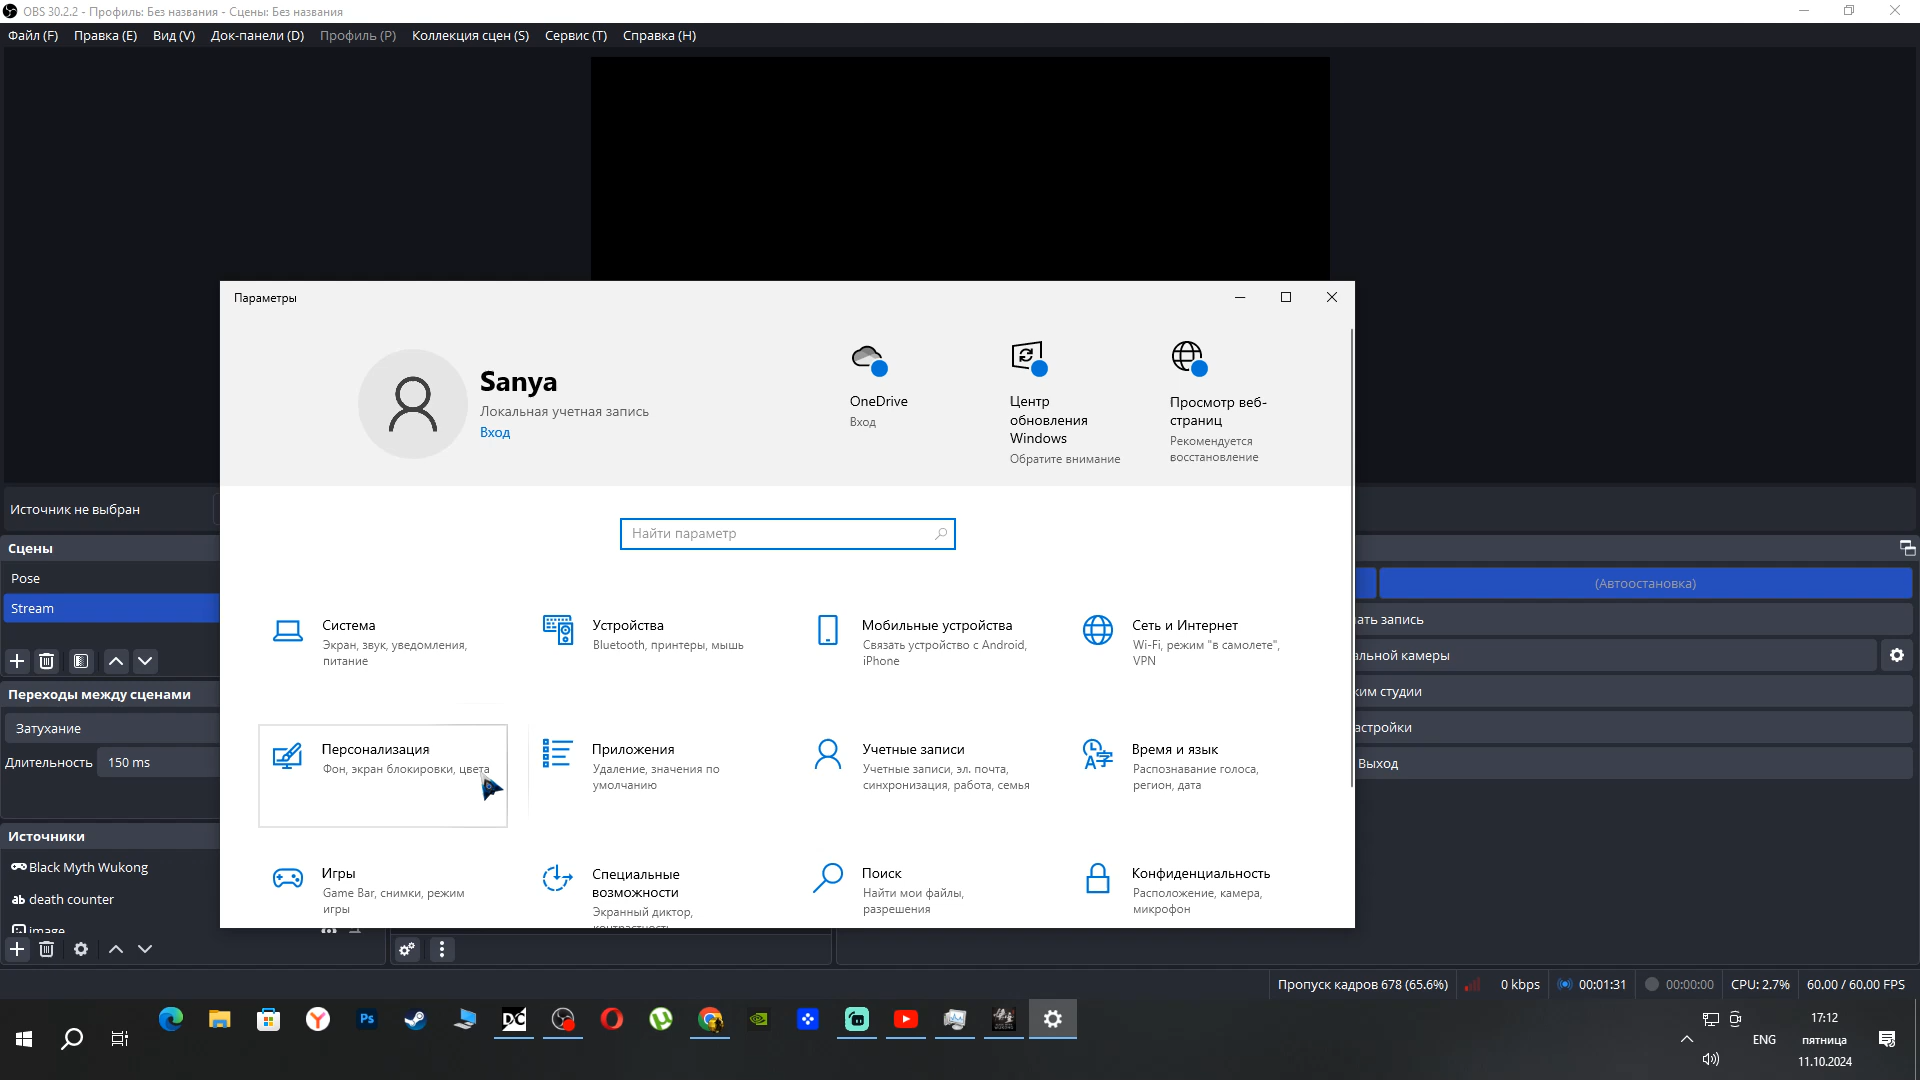 OBS 30.2.2 - Профиль: Без названия - Сцены: Без названия
Файл (F) Правка (E) Вид (V) Док-панели (D) Профиль (P) Коллекция сцен (S) Сервис (T) Справка (H)
Параметры
Sanya
Локальная учетная запись
Вход
OneDrive
Вход
Центр
обновления
Windows
Обратите внимание
Просмотр веб-
страниц
Рекомендуется
восстановление
Найти параметр
Система
Экран, звук, уведомления,
питание
Устройства
Bluetooth, принтеры, мышь
Мобильные устройства
Связать устройство с Android,
iPhone
Сеть и Интернет
Wi-Fi, режим "в самолете",
VPN
Персонализация
Фон, экран блокировки, цвета
Приложения
Удаление, значения по
умолчанию
Учетные записи
Учетные записи, эл. почта,
синхронизация, работа, семья
Время и язык
Распознавание голоса,
регион, дата
Игры
Game Bar, снимки, режим
игры
Специальные
возможности
Экранный диктор,
контрастность
Поиск
Найти мои файлы,
разрешения
Конфиденциальность
Расположение, камера,
микрофон
Источник не выбран
Сцены
Pose
Stream
Переходы между сценами
Затухание
Длительность 150 ms
Источники
Black Myth Wukong
ab death counter
image
(Автоостановка)
ать запись
альной камеры
ким студии
астройки
Выход
Пропуск кадров 678 (65.6%) 0 kbps 00:01:31 00:00:00 CPU: 2.7% 60.00 / 60.00 FPS
Ps
DC
ENG
17:12
пятница
11.10.2024